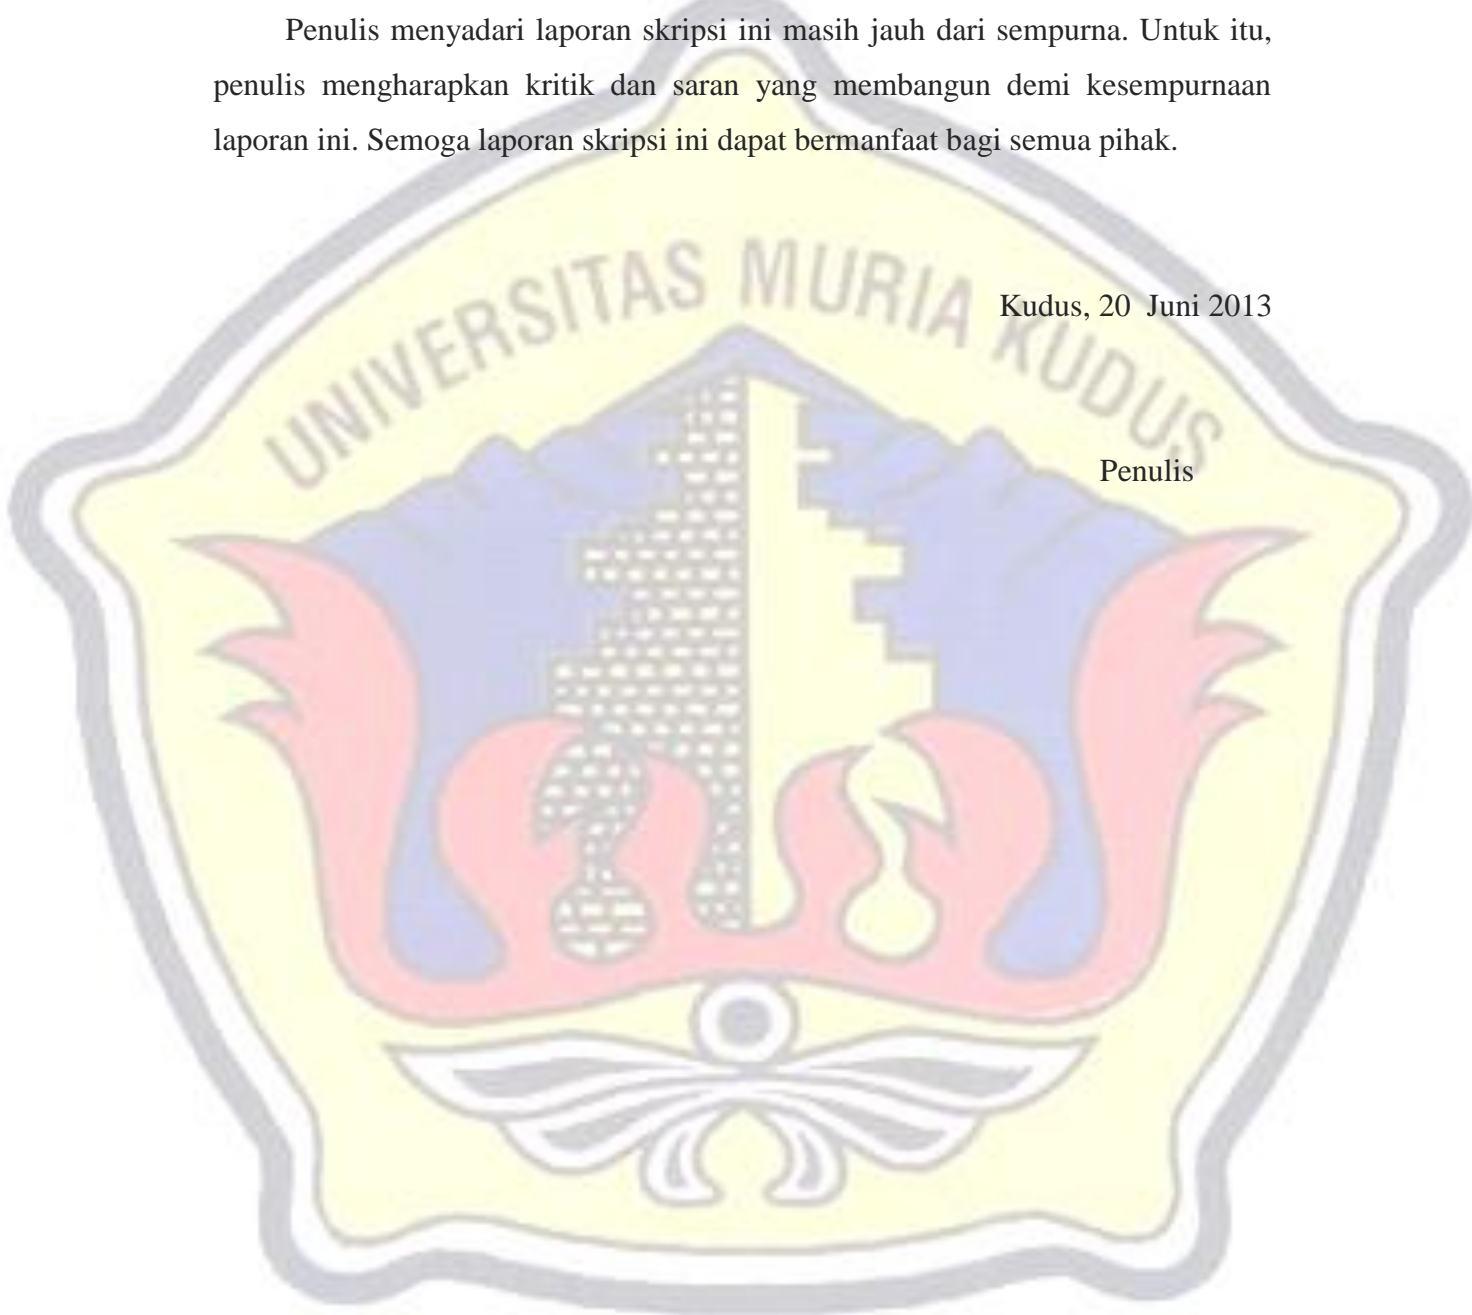 Penulis menyadari laporan skripsi ini masih jauh dari sempurna. Untuk itu,
penulis mengharapkan kritik dan saran yang membangun demi kesempurnaan
laporan ini. Semoga laporan skripsi ini dapat bermanfaat bagi semua pihak.
UNIVERSITAS MURIA KUDUS
Kudus, 20  Juni 2013
Penulis